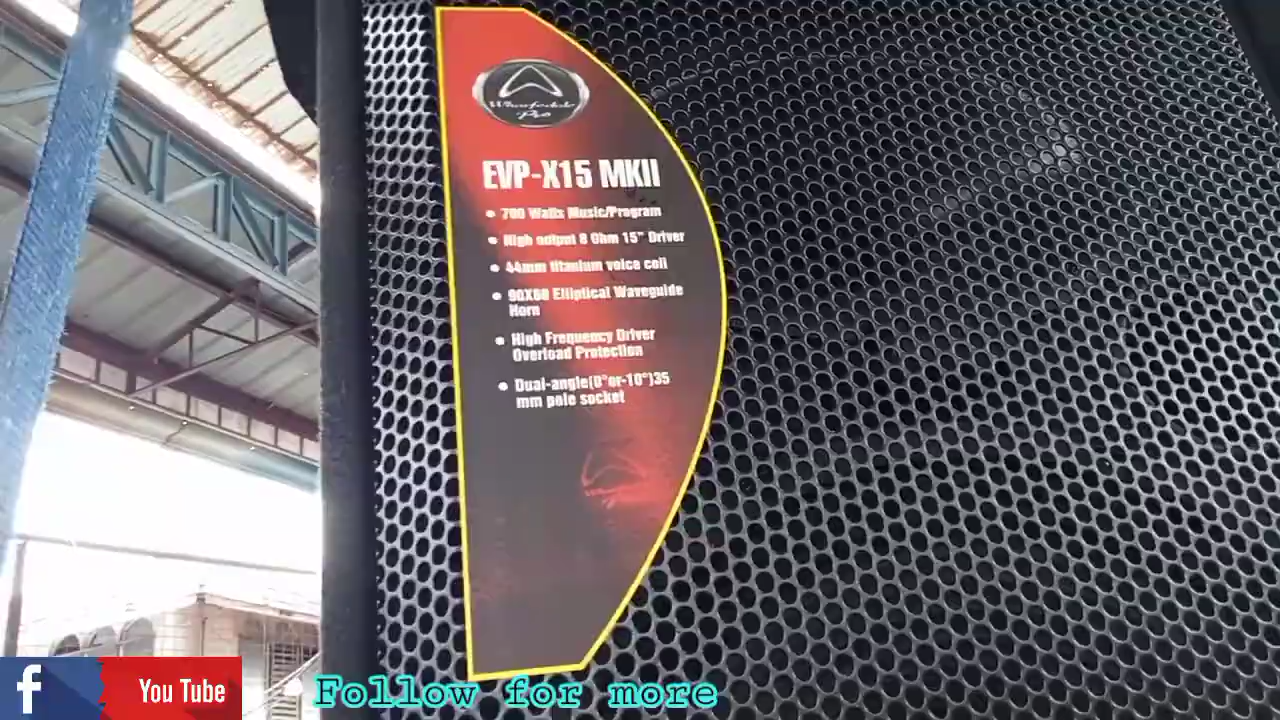 Wharfedale
Pro
EVP-X15 MKII
• 700 Watts Music/Program
• High output 8 Ohm 15" Driver
• 44mm titanium voice coil
• 90X60 Elliptical Waveguide
Horn
• High Frequency Driver
Overload Protection
• Dual-angle(0°or-10°)35
mm pole socket
f
You Tube
Follow for more